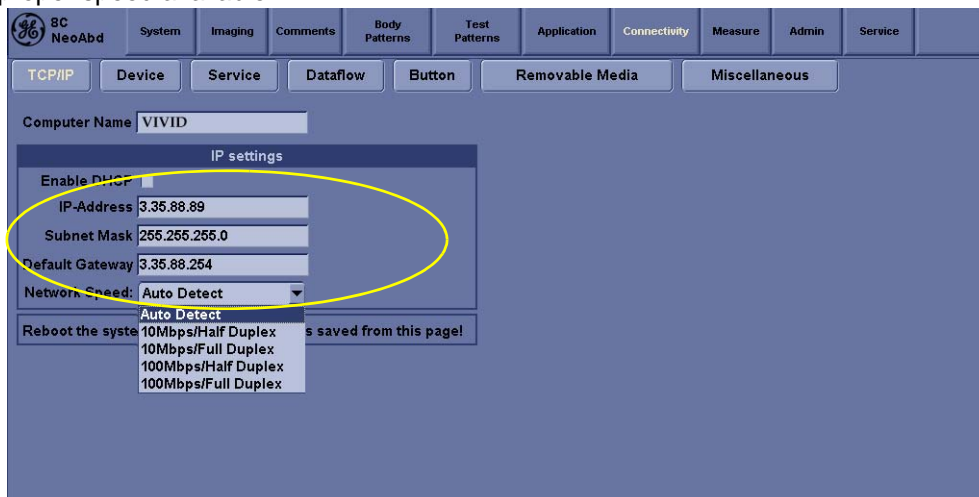 8C
NeoAbd
System
Imaging
Comments
Body
Patterns
Test
Patterns
Application
Connectivity
Measure
Admin
Service
TCP/IP
Device
Service
Dataflow
Button
Removable Media
Miscellaneous
Computer Name VIVID
IP settings
Enable DHCP
IP-Address 3.35.88.89
Subnet Mask 255.255.255.0
Default Gateway 3.35.88.254
Network Speed: Auto Detect
Auto Detect
Reboot the syste 10Mbps/Half Duplex s saved from this page!
10Mbps/Full Duplex
100Mbps/Half Duplex
100Mbps/Full Duplex